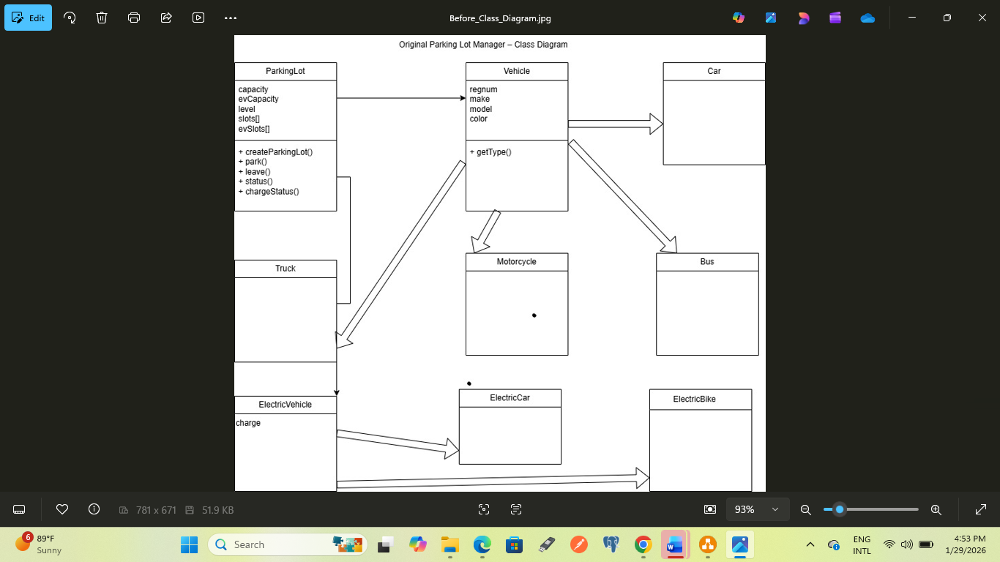 Edit
Before_Class_Diagram.jpg
Original Parking Lot Manager – Class Diagram
ParkingLot
capacity
evCapacity
level
slots[]
evSlots[]
+ createParkingLot()
+ park()
+ leave()
+ status()
+ chargeStatus()
Vehicle
regnum
make
model
color
+ getType()
Car
Truck
Motorcycle
Bus
ElectricVehicle
charge
ElectricCar
ElectricBike
781 x 671
51.9 KB
93%
6
89°F
Sunny
Search
ENG
INTL
4:53 PM
1/29/2026